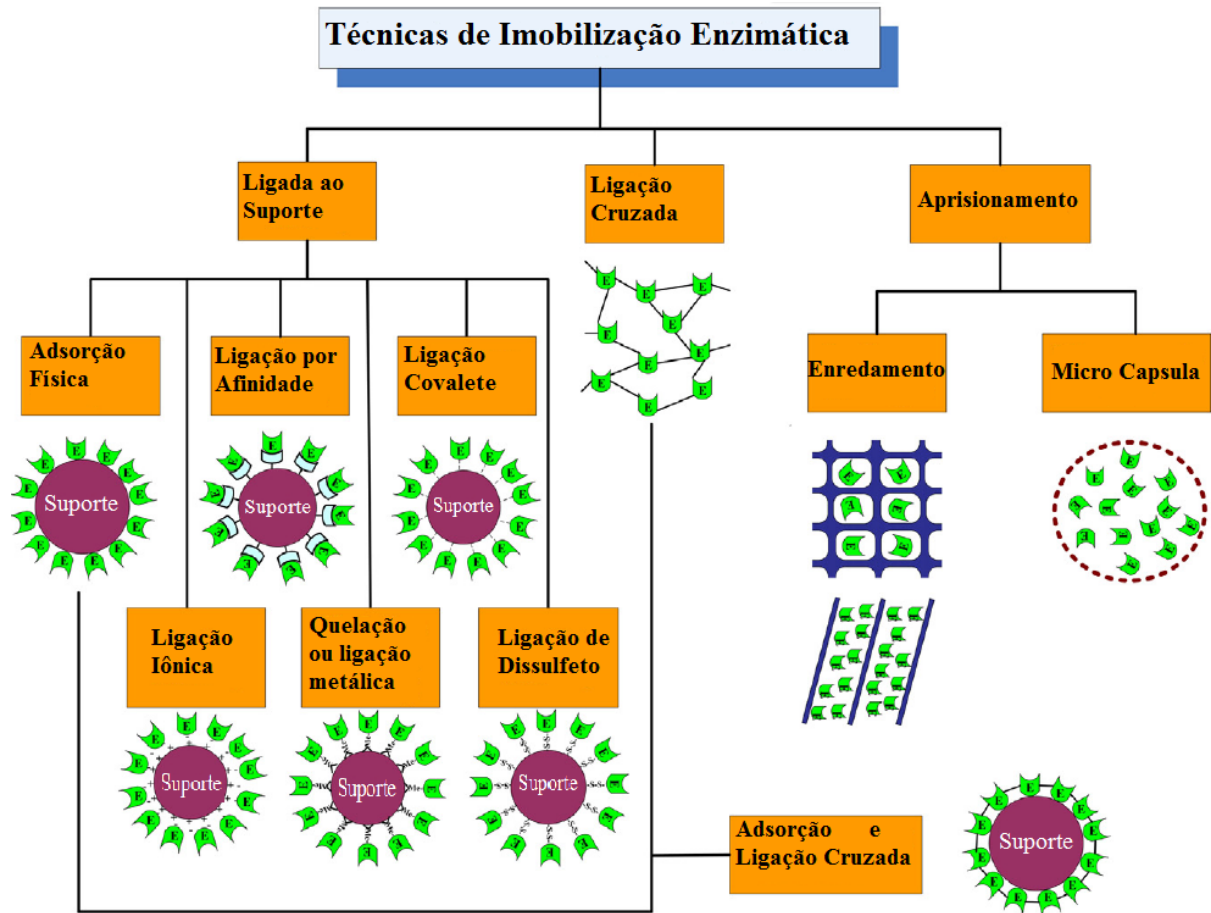 Técnicas de Imobilização Enzimática
Ligada ao
Suporte
Ligação
Cruzada
Aprisionamento
Adsorção
Física
Ligação por
Afinidade
Ligação
Covalete
Enredamento
Micro Capsula
Suporte
Suporte
Suporte
Ligação
Iônica
Quelação
ou ligação
metálica
Ligação de
Dissulfeto
Suporte
Suporte
Suporte
Adsorção e
Ligação Cruzada
Suporte